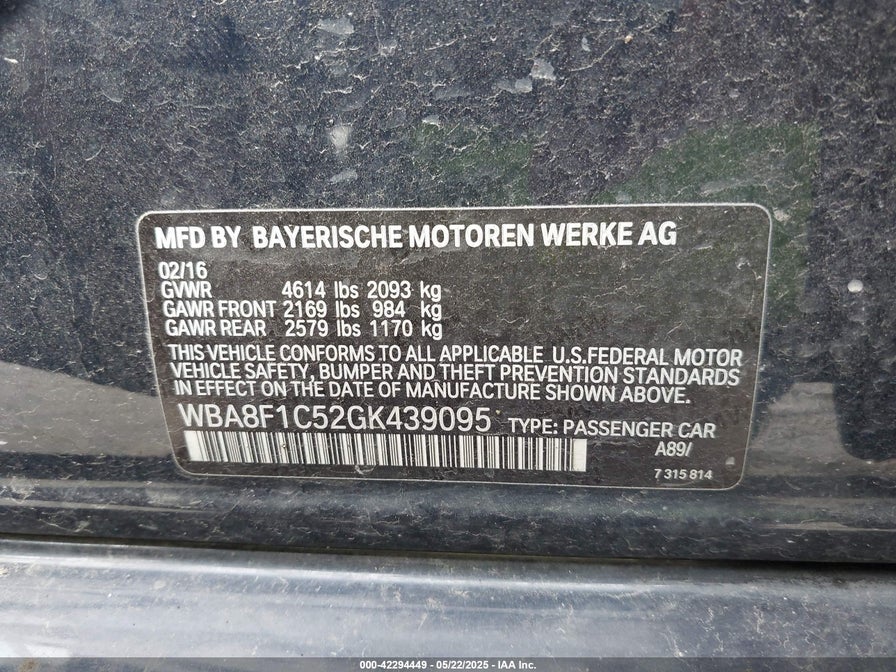 MFD BY BAYERISCHE MOTOREN WERKE AG
02/16
GVWR 4614 lbs 2093 kg
GAWR FRONT 2169 lbs 984 kg
GAWR REAR 2579 lbs 1170 kg
THIS VEHICLE CONFORMS TO ALL APPLICABLE U.S.FEDERAL MOTOR
VEHICLE SAFETY, BUMPER AND THEFT PREVENTION STANDARDS
IN EFFECT ON THE DATE OF MANUFACTURE SHOWN ABOVE.
WBA8F1C52GK439095 TYPE: PASSENGER CAR
A89/
7 315 814
000-42294449 - 05/22/2025 - IAA Inc.